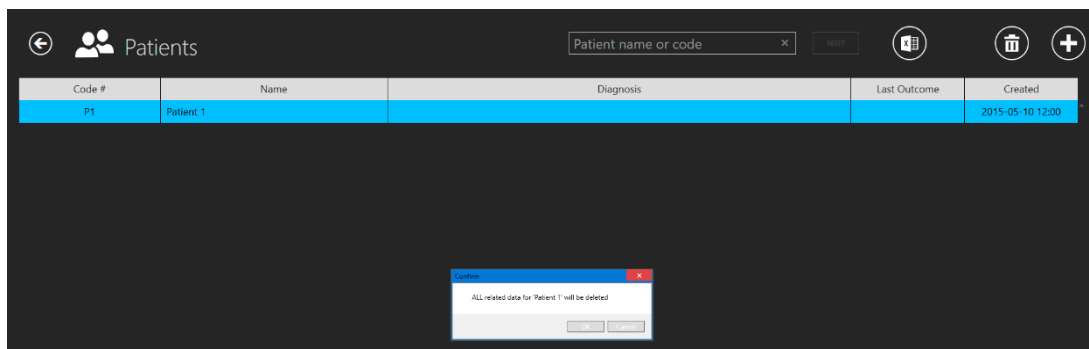 Patients
Patient name or code
RESET
Code # Name Diagnosis Last Outcome Created
P1 Patient 1 2015-05-10 12:00
Confirm
ALL related data for 'Patient 1' will be deleted
OK Cancel